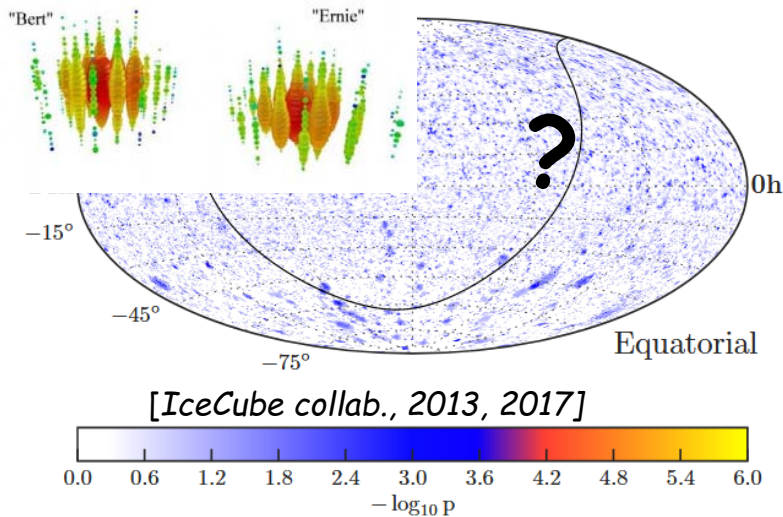 "Bert"
"Ernie"
?
0h
−15°
−45°
−75°
Equatorial
[IceCube collab., 2013, 2017]
0.0 0.6 1.2 1.8 2.4 3.0 3.6 4.2 4.8 5.4 6.0
− log₁₀ p